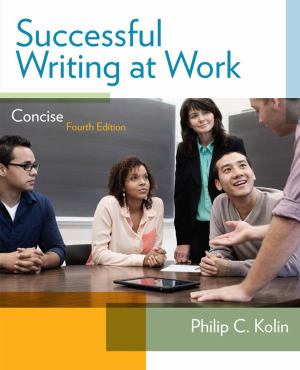 Successful
Writing at Work
Concise
Fourth Edition
Philip C. Kolin